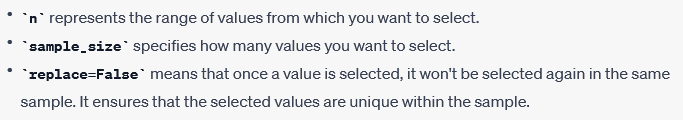 • `n` represents the range of values from which you want to select.
• `sample_size` specifies how many values you want to select.
• `replace=False` means that once a value is selected, it won't be selected again in the same
sample. It ensures that the selected values are unique within the sample.